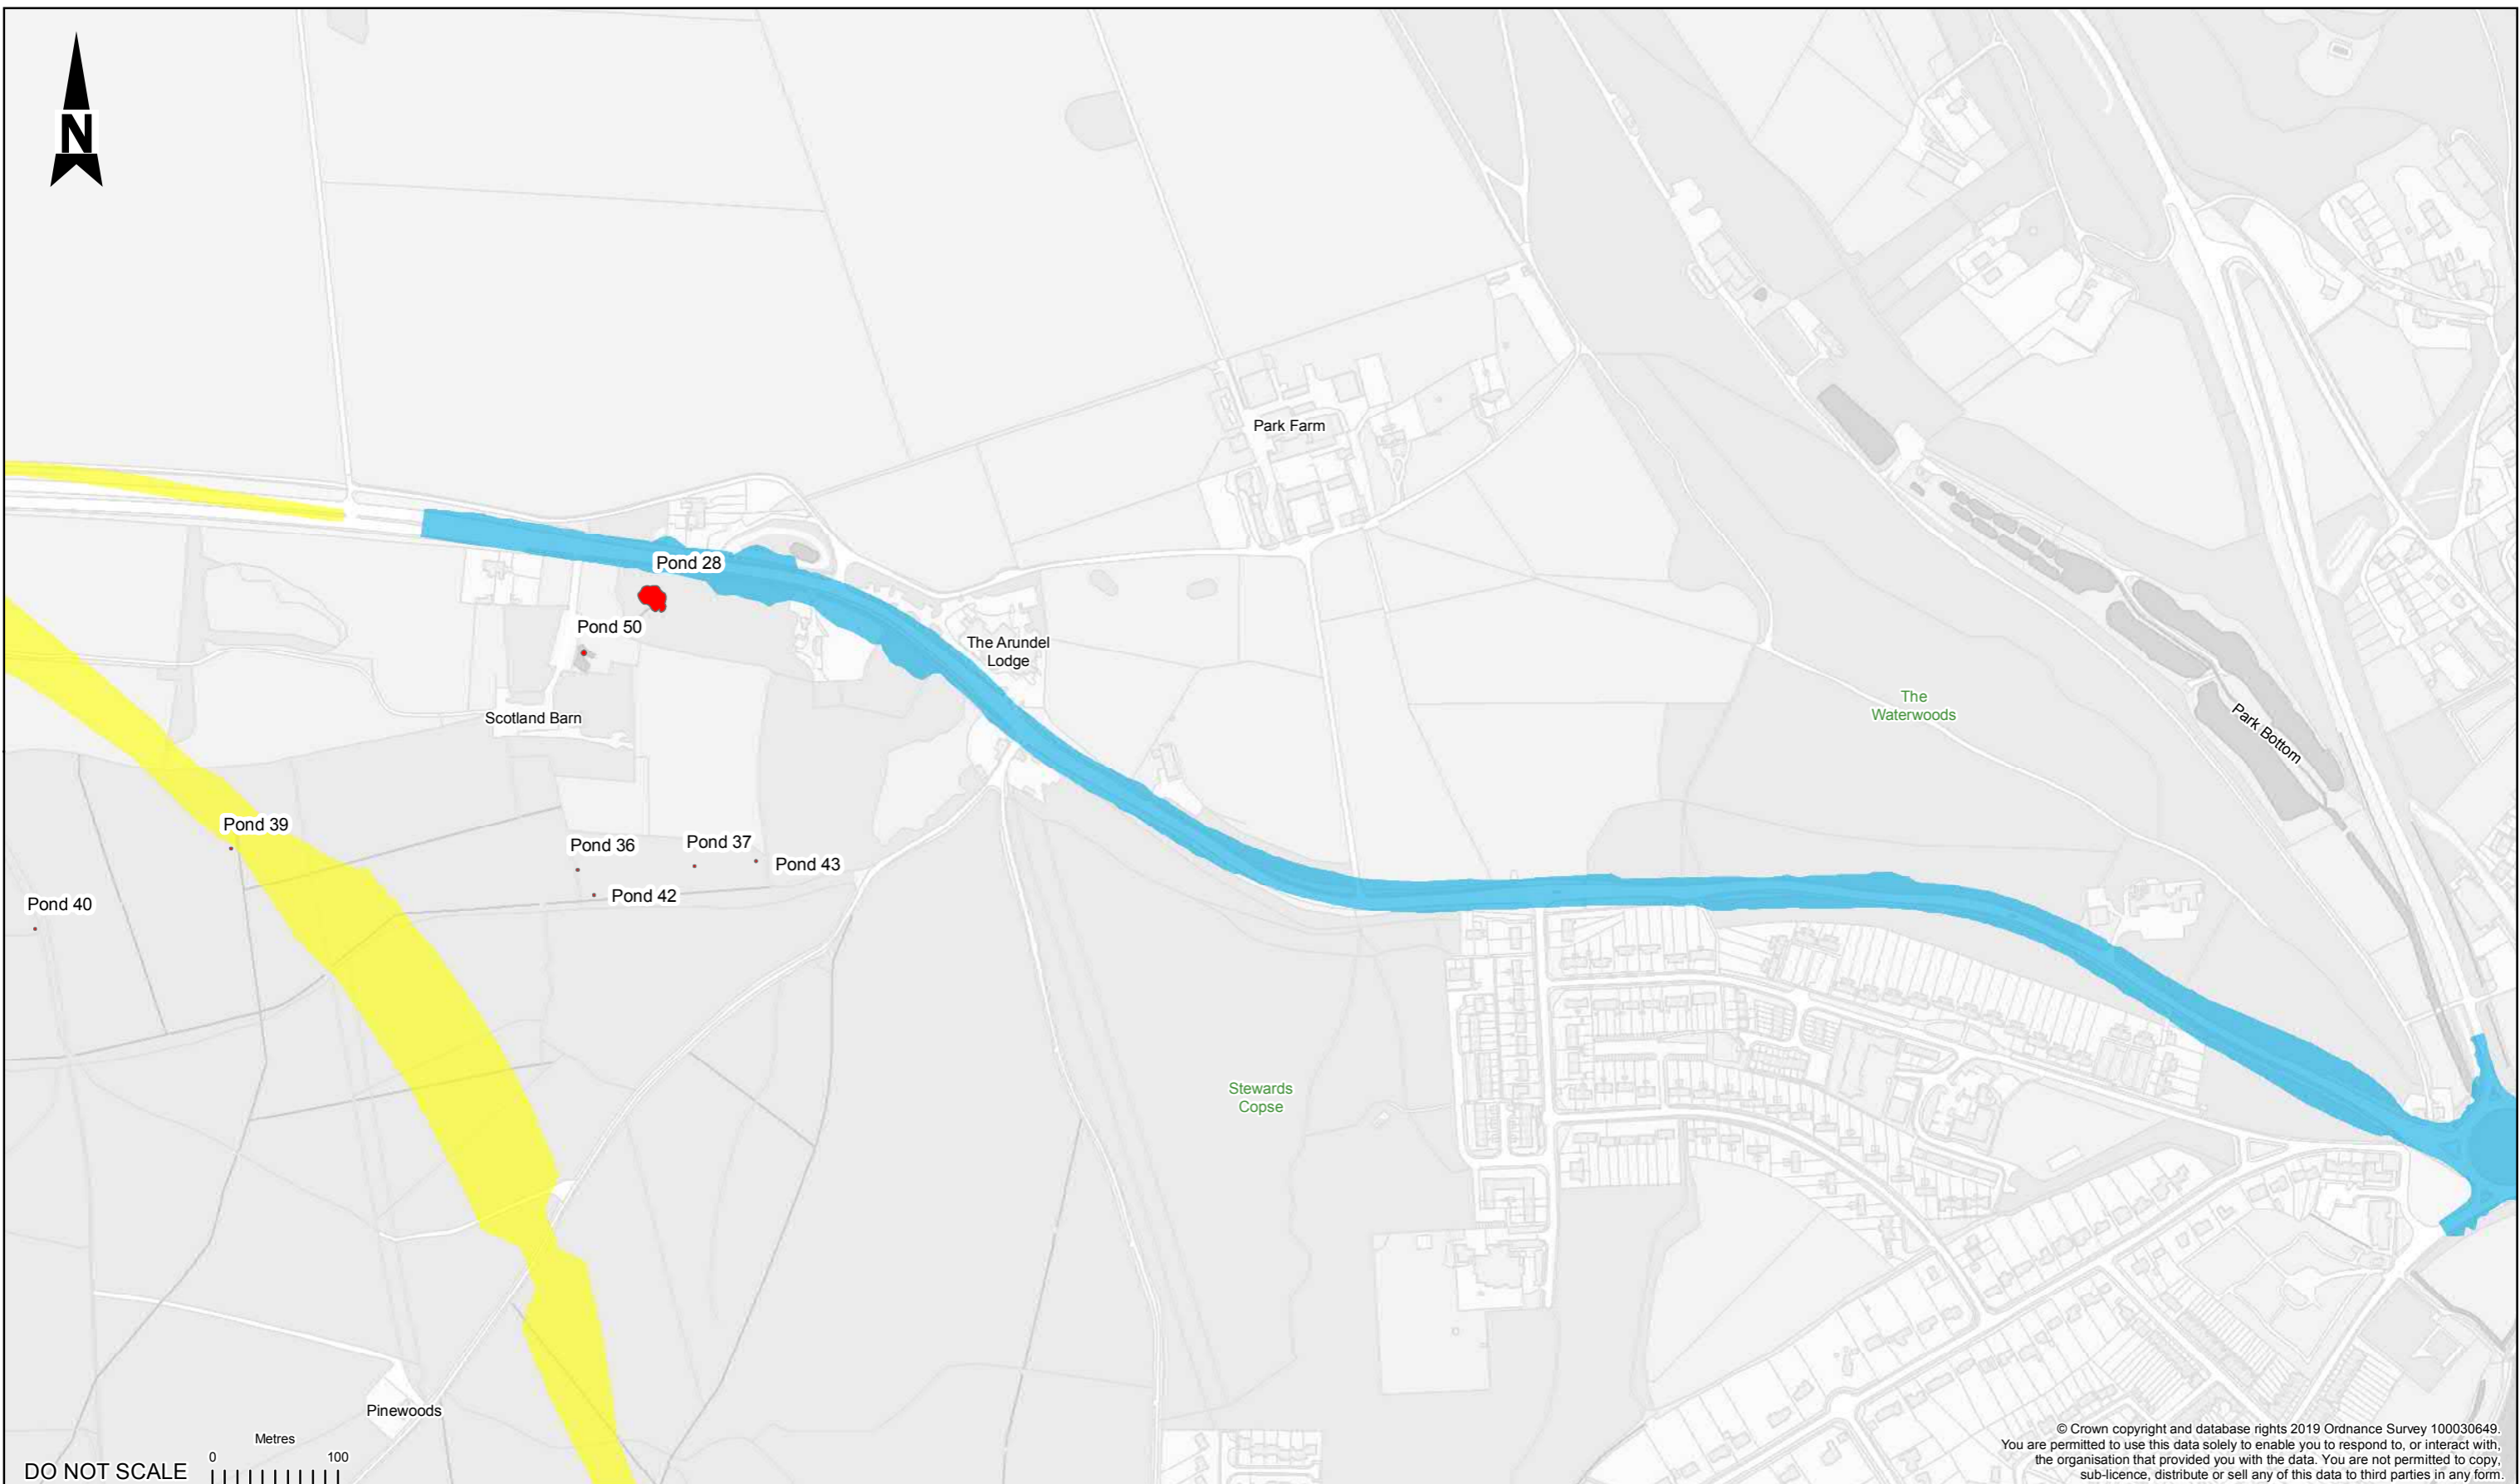 N
Park Farm
Pond 28
Pond 50
The Arundel
Lodge
The
Waterwoods
Scotland Barn
Park Bottom
Pond 39
Pond 36
Pond 37
Pond 43
Pond 42
Pond 40
Stewards
Copse
Pinewoods
Metres
0 100
DO NOT SCALE
© Crown copyright and database rights 2019 Ordnance Survey 100030649.
You are permitted to use this data solely to enable you to respond to, or interact with,
the organisation that provided you with the data. You are not permitted to copy,
sub-licence, distribute or sell any of this data to third parties in any form.